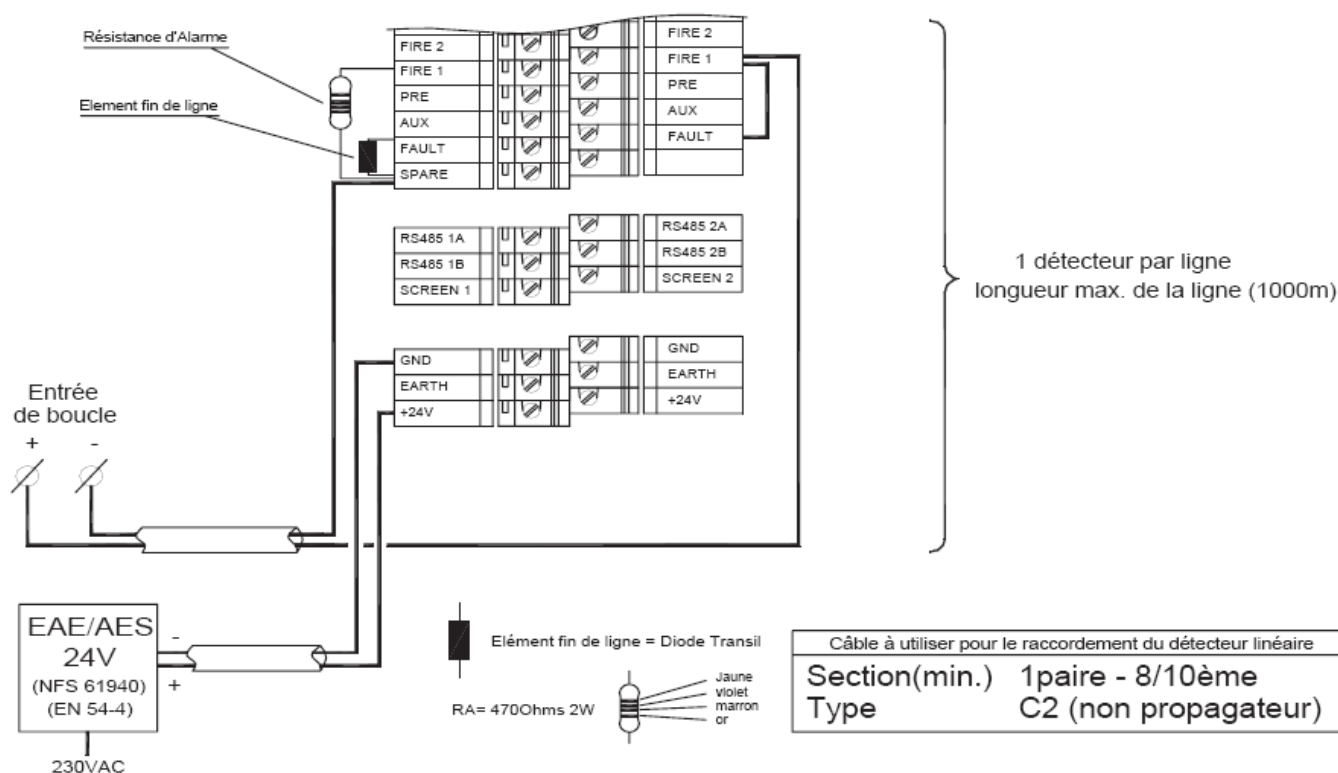 Résistance d'Alarme
Element fin de ligne
FIRE 2
FIRE 1
PRE
AUX
FAULT
SPARE
FIRE 2
FIRE 1
PRE
AUX
FAULT
RS485 1A
RS485 1B
SCREEN 1
RS485 2A
RS485 2B
SCREEN 2
1 détecteur par ligne
longueur max. de la ligne (1000m)
GND
EARTH
+24V
GND
EARTH
+24V
Entrée
de boucle
+ -
EAE/AES
24V
(NFS 61940)
(EN 54-4)
-
+
230VAC
Elément fin de ligne = Diode Transil
RA= 470Ohms 2W
Jaune
violet
marron
or
Câble à utiliser pour le raccordement du détecteur linéaire
Section(min.) 1paire - 8/10ème
Type C2 (non propagateur)